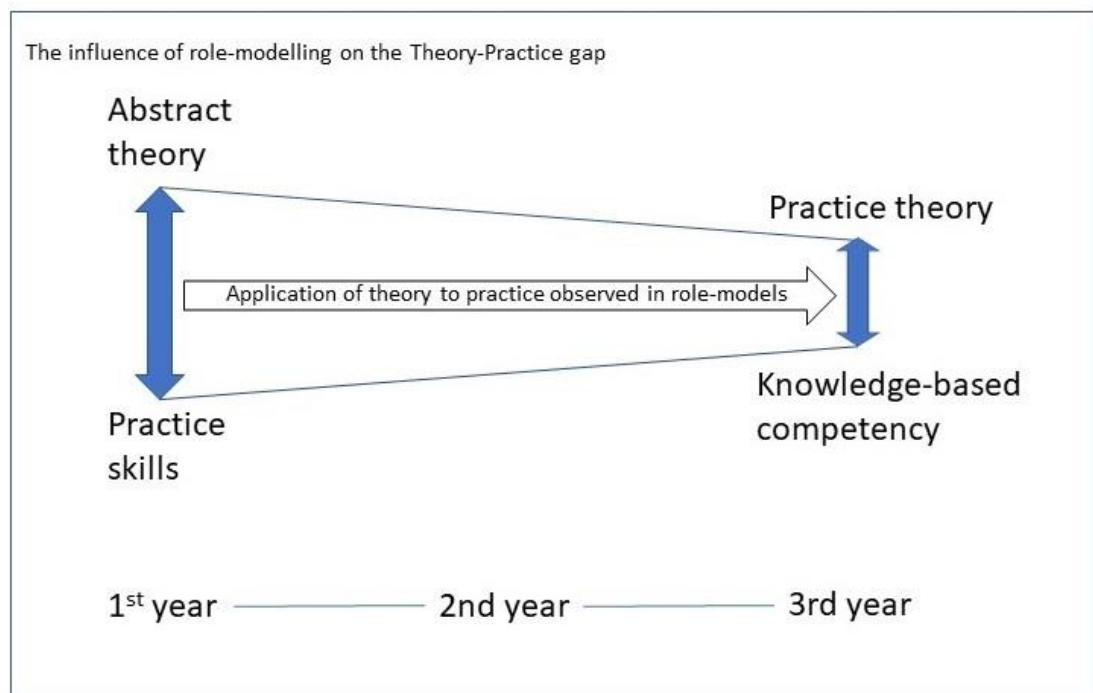 The influence of role-modelling on the Theory-Practice gap
Abstract
theory
Practice theory
Application of theory to practice observed in role-models
Knowledge-based
competency
Practice
skills
1st year
2nd year
3rd year